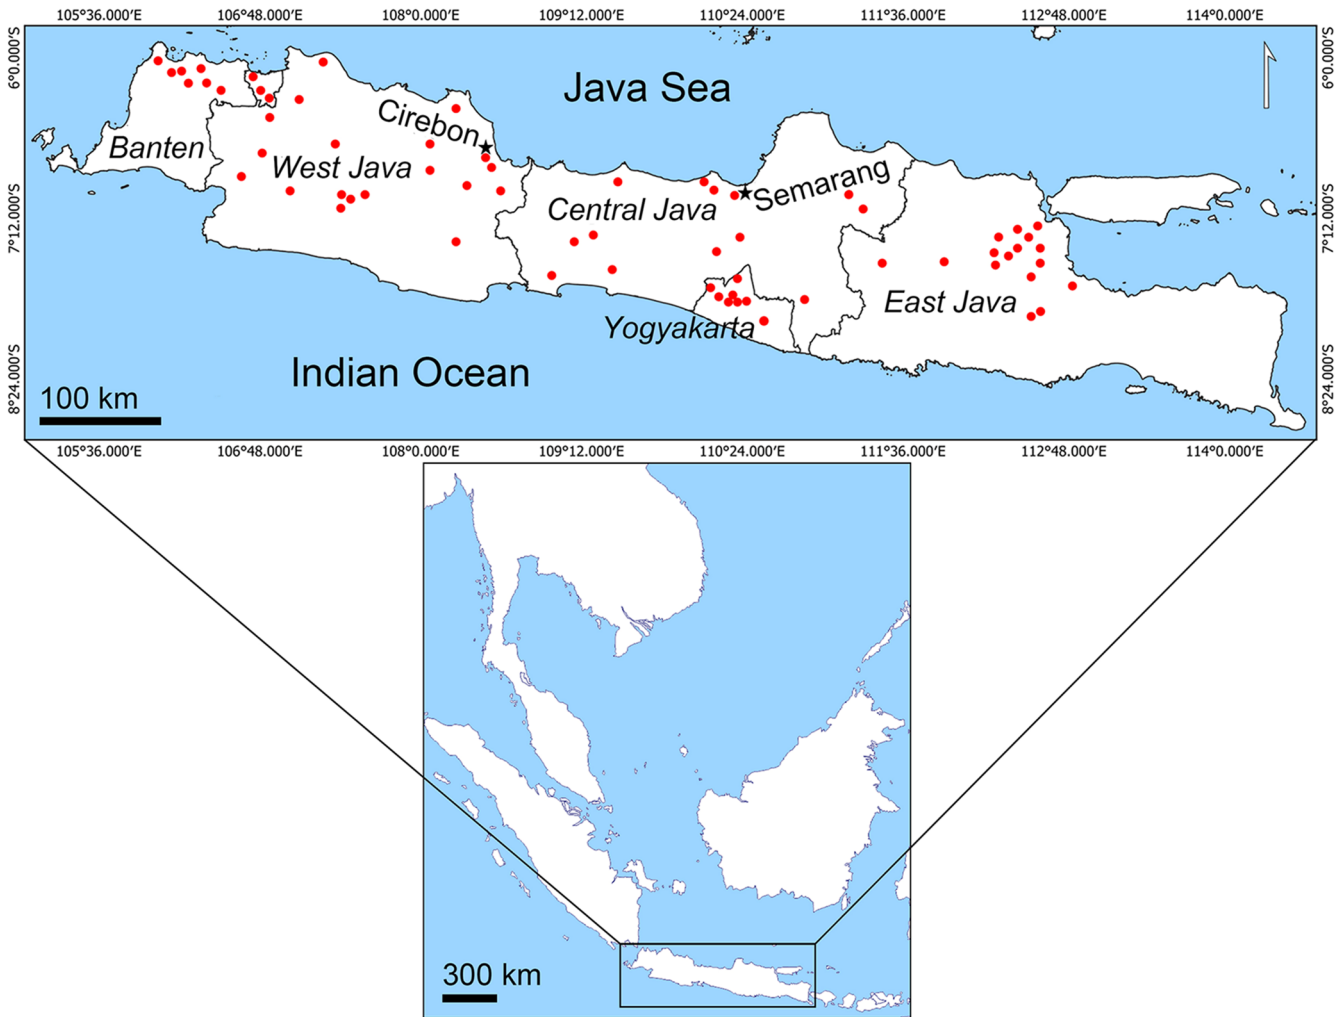 105°36.000′E 106°48.000′E 108°0.000′E 109°12.000′E 110°24.000′E 111°36.000′E 112°48.000′E 114°0.000′E
6°0.000′S
6°0.000′S
Java Sea
Cirebon
Banten
West Java
Semarang
Central Java
7°12.000′S
7°12.000′S
East Java
Yogyakarta
Indian Ocean
8°24.000′S
8°24.000′S
100 km
105°36.000′E 106°48.000′E 108°0.000′E 109°12.000′E 110°24.000′E 111°36.000′E 112°48.000′E 114°0.000′E
300 km